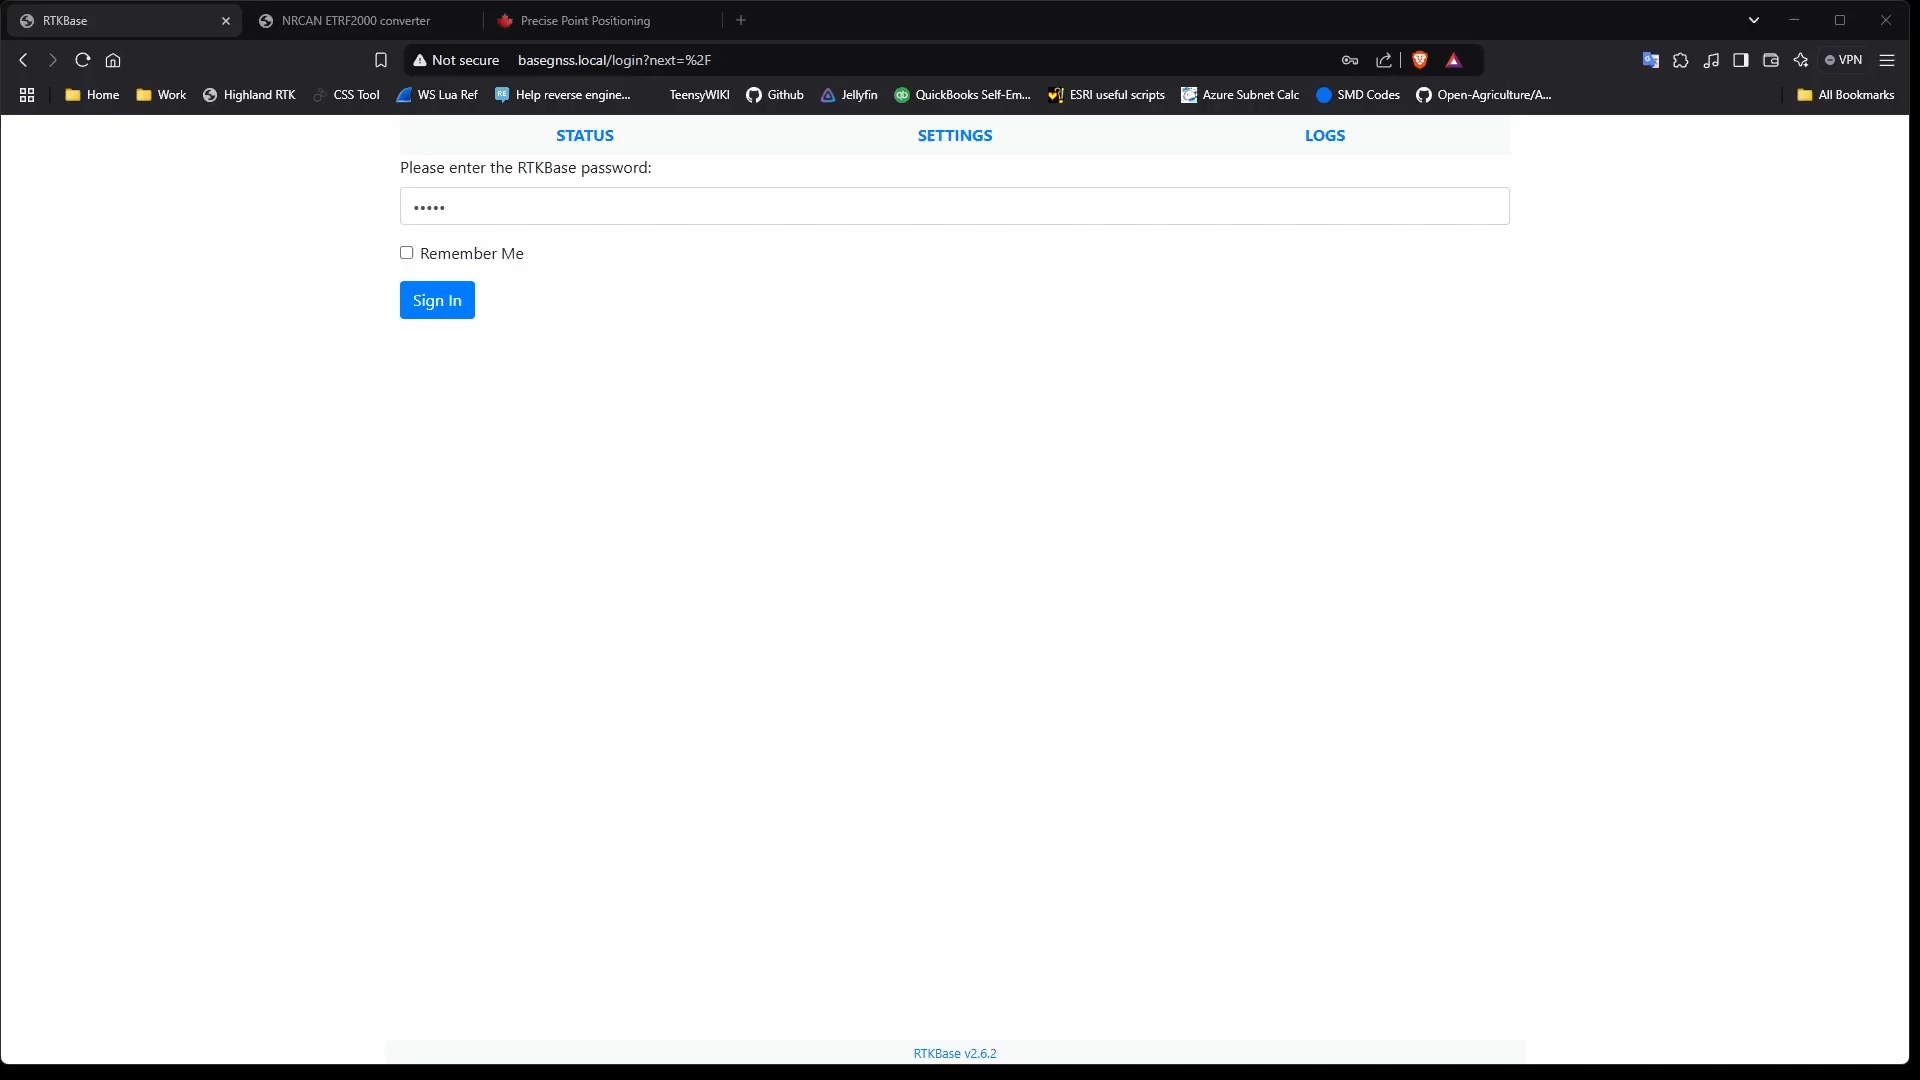 RTKBase
NRCAN ETRF2000 converter
Precise Point Positioning
Not secure
basegnss.local/login?next=%2F
VPN
Home
Work
Highland RTK
CSS Tool
WS Lua Ref
Help reverse engine...
TeensyWIKI
Github
Jellyfin
QuickBooks Self-Em...
ESRI useful scripts
Azure Subnet Calc
SMD Codes
Open-Agriculture/A...
All Bookmarks
STATUS
SETTINGS
LOGS
Please enter the RTKBase password:
•••••
Remember Me
Sign In
RTKBase v2.6.2